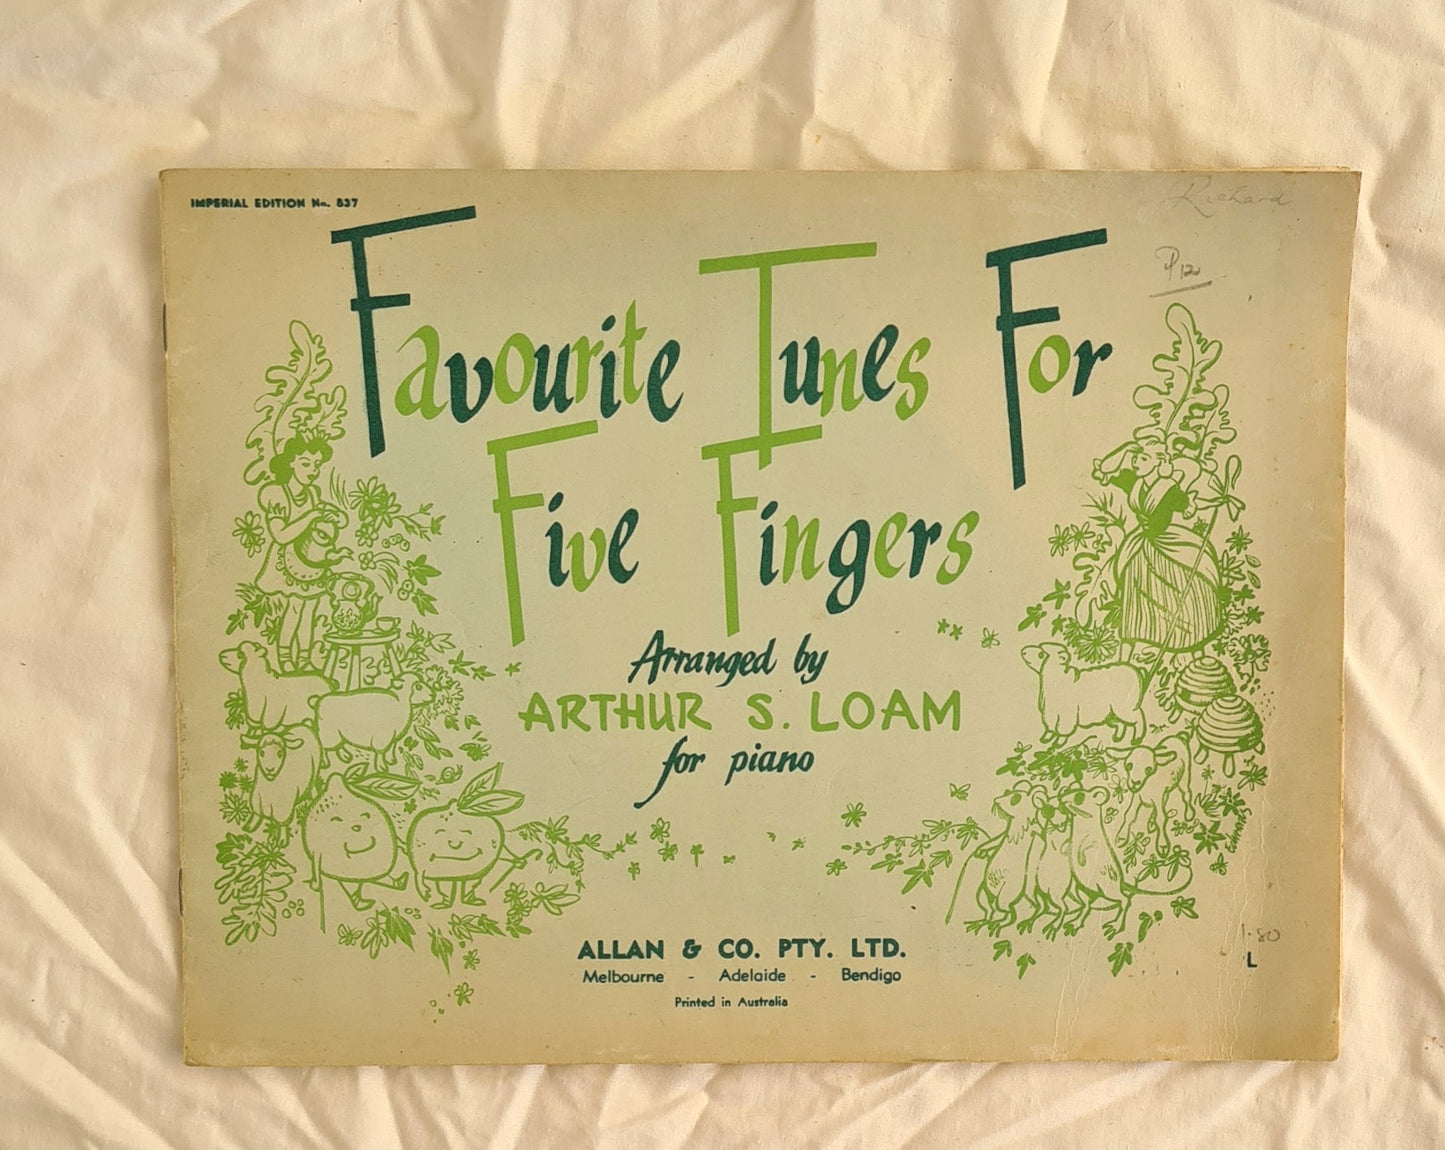 IMPERIAL EDITION No. 837
Richard
P12
Favourite Tunes For
Five Fingers
Arranged by
ARTHUR S. LOAM
for piano
ALLAN & CO. PTY. LTD.
Melbourne - Adelaide - Bendigo
Printed in Australia
1.80
L